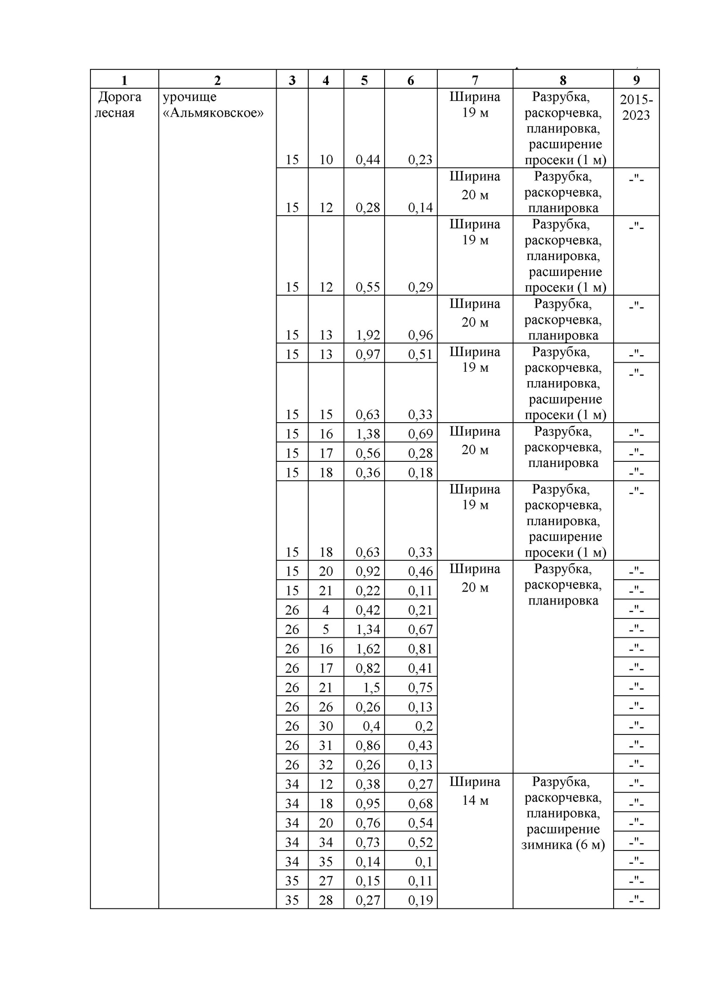 1 2 3 4 5 6 7 8 9
Дорога урочище Ширина Разрубка, 2015-
лесная «Альмяковское» 19 м раскорчевка, 2023
планировка,
расширение
15 10 0,44 0,23 просеки (1 м)
Ширина Разрубка, -"-
20 м раскорчевка,
15 12 0,28 0,14 планировка
Ширина Разрубка, -"-
19 м раскорчевка,
планировка,
расширение
15 12 0,55 0,29 просеки (1 м)
Ширина Разрубка, -"-
20 м раскорчевка,
15 13 1,92 0,96 планировка
15 13 0,97 0,51 Ширина Разрубка, -"-
19 м раскорчевка, -"-
планировка,
расширение
15 15 0,63 0,33 просеки (1 м)
15 16 1,38 0,69 Ширина Разрубка, -"-
15 17 0,56 0,28 20 м раскорчевка, -"-
15 18 0,36 0,18 планировка -"-
Ширина Разрубка, -"-
19 м раскорчевка,
планировка,
расширение
15 18 0,63 0,33 просеки (1 м)
15 20 0,92 0,46 Ширина Разрубка, -"-
15 21 0,22 0,11 20 м раскорчевка, -"-
26 4 0,42 0,21 планировка -"-
26 5 1,34 0,67 -"-
26 16 1,62 0,81 -"-
26 17 0,82 0,41 -"-
26 21 1,5 0,75 -"-
26 26 0,26 0,13 -"-
26 30 0,4 0,2 -"-
26 31 0,86 0,43 -"-
26 32 0,26 0,13 -"-
34 12 0,38 0,27 Ширина Разрубка, -"-
34 18 0,95 0,68 14 м раскорчевка, -"-
34 20 0,76 0,54 планировка, расширение -"-
34 34 0,73 0,52 зимника (6 м) -"-
34 35 0,14 0,1 -"-
35 27 0,15 0,11 -"-
35 28 0,27 0,19 -"-